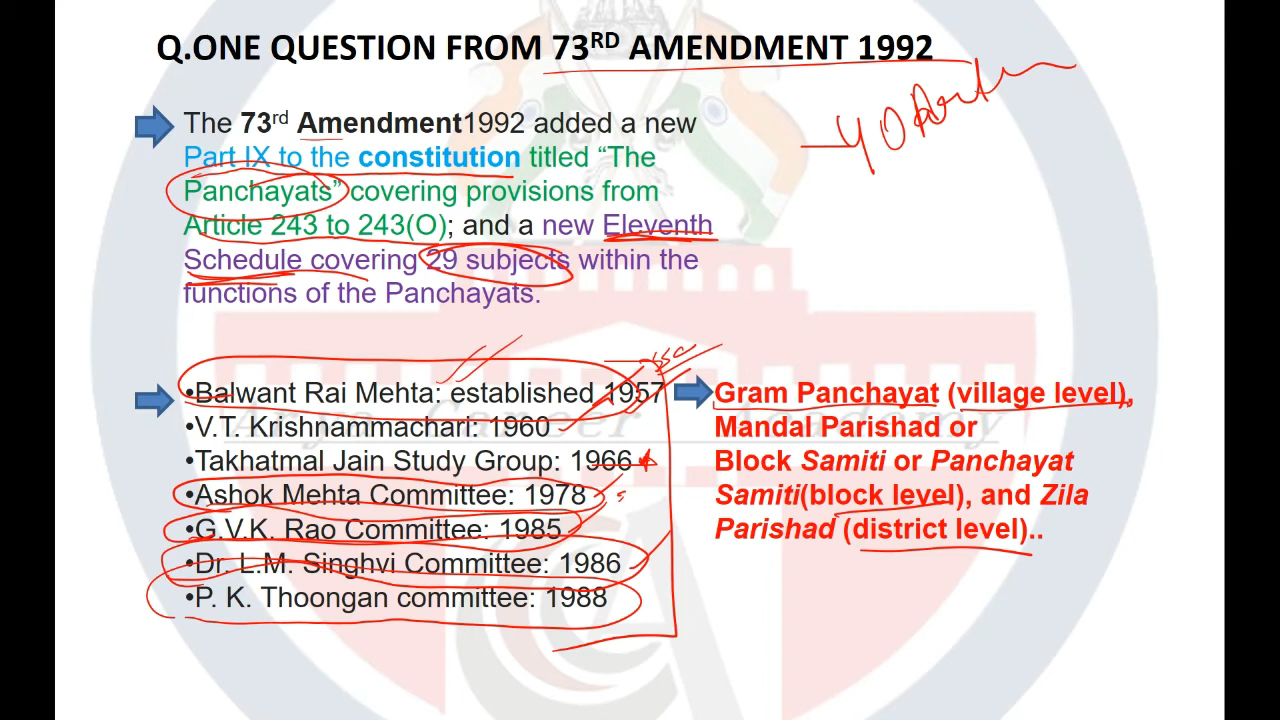 Q.ONE QUESTION FROM 73RD AMENDMENT 1992
The 73rd Amendment1992 added a new
Part IX to the constitution titled “The
Panchayats” covering provisions from
Article 243 to 243(O); and a new Eleventh
Schedule covering 29 subjects within the
functions of the Panchayats.
•Balwant Rai Mehta: established 1957
•V.T. Krishnammachari: 1960
•Takhatmal Jain Study Group: 1966
•Ashok Mehta Committee: 1978
•G.V.K. Rao Committee: 1985
•Dr. L.M. Singhvi Committee: 1986
•P. K. Thoongan committee: 1988
Gram Panchayat (village level),
Mandal Parishad or
Block Samiti or Panchayat
Samiti(block level), and Zila
Parishad (district level)..
Career Academy